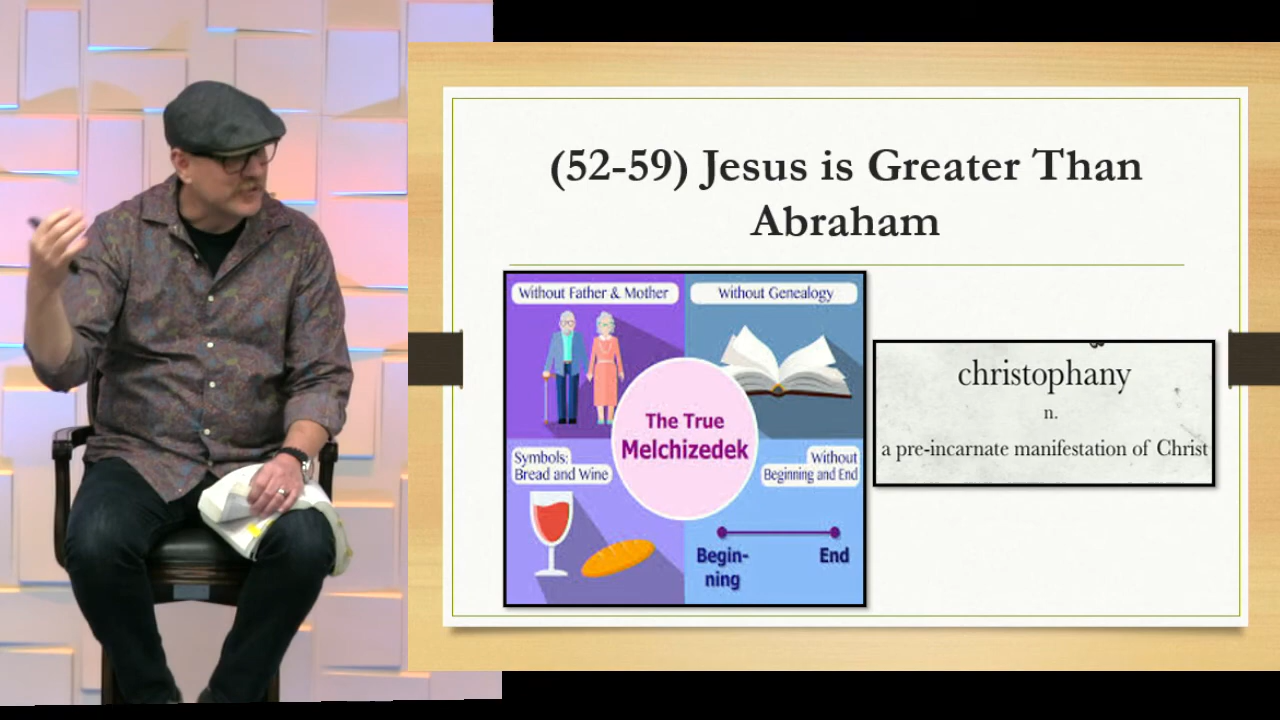 (52-59) Jesus is Greater Than
Abraham
Without Father & Mother
Without Genealogy
The True
Melchizedek
Symbols:
Bread and Wine
Without
Beginning and End
Begin-
ning
End
christophany
n.
a pre-incarnate manifestation of Christ